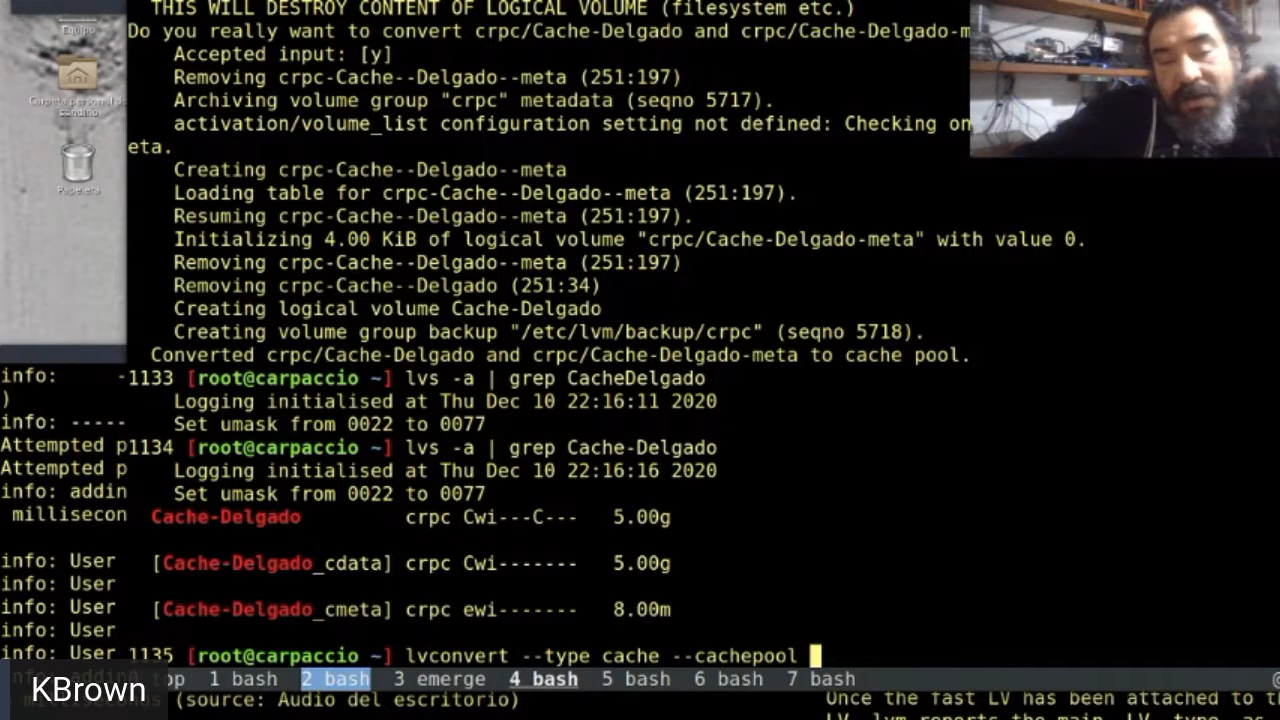 THIS WILL DESTROY CONTENT OF LOGICAL VOLUME (filesystem etc.)
Do you really want to convert crpc/Cache-Delgado and crpc/Cache-Delgado-m
Accepted input: [y]
Removing crpc-Cache--Delgado--meta (251:197)
Archiving volume group "crpc" metadata (seqno 5717).
activation/volume_list configuration setting not defined: Checking on
eta.
Creating crpc-Cache--Delgado--meta
Loading table for crpc-Cache--Delgado--meta (251:197).
Resuming crpc-Cache--Delgado--meta (251:197).
Initializing 4.00 KiB of logical volume "crpc/Cache-Delgado-meta" with value 0.
Removing crpc-Cache--Delgado--meta (251:197)
Removing crpc-Cache--Delgado (251:34)
Creating logical volume Cache-Delgado
Creating volume group backup "/etc/lvm/backup/crpc" (seqno 5718).
Converted crpc/Cache-Delgado and crpc/Cache-Delgado-meta to cache pool.
1133 [root@carpaccio ~] lvs -a | grep CacheDelgado
Logging initialised at Thu Dec 10 22:16:11 2020
Set umask from 0022 to 0077
1134 [root@carpaccio ~] lvs -a | grep Cache-Delgado
Logging initialised at Thu Dec 10 22:16:16 2020
Set umask from 0022 to 0077
Cache-Delgado crpc Cwi---C--- 5.00g
[Cache-Delgado_cdata] crpc Cwi------- 5.00g
[Cache-Delgado_cmeta] crpc ewi------- 8.00m
1135 [root@carpaccio ~] lvconvert --type cache --cachepool
op 1 bash 2 bash 3 emerge 4 bash 5 bash 6 bash 7 bash
Equipo
Carpeta personal de
sandino
Papelera
info: -
)
info: -----
Attempted p
Attempted p
info: addin
millisecon
info: User
info: User
info: User
info: User
info: User
KBrown
(source: Audio del escritorio)
Once the fast LV has been attached to t